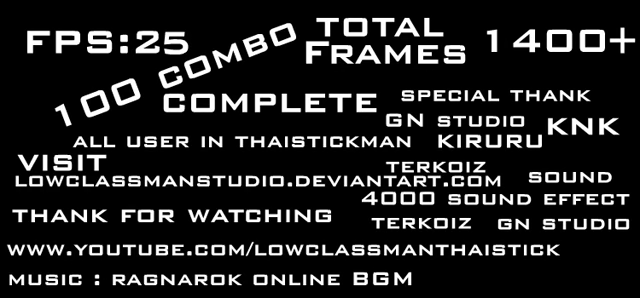 FPS:25
TOTAL FRAMES 1400+
100 COMBO COMPLETE
SPECIAL THANK
GN STUDIO KNK
ALL USER IN THAISTICKMAN KIRURU
TERKOIZ
VISIT
LOWCLASSMANSTUDIO.DEVIANTART.COM
SOUND
4000 SOUND EFFECT
TERKOIZ GN STUDIO
THANK FOR WATCHING
WWW.YOUTUBE.COM/LOWCLASSMANTHAISTICK
MUSIC : RAGNAROK ONLINE BGM